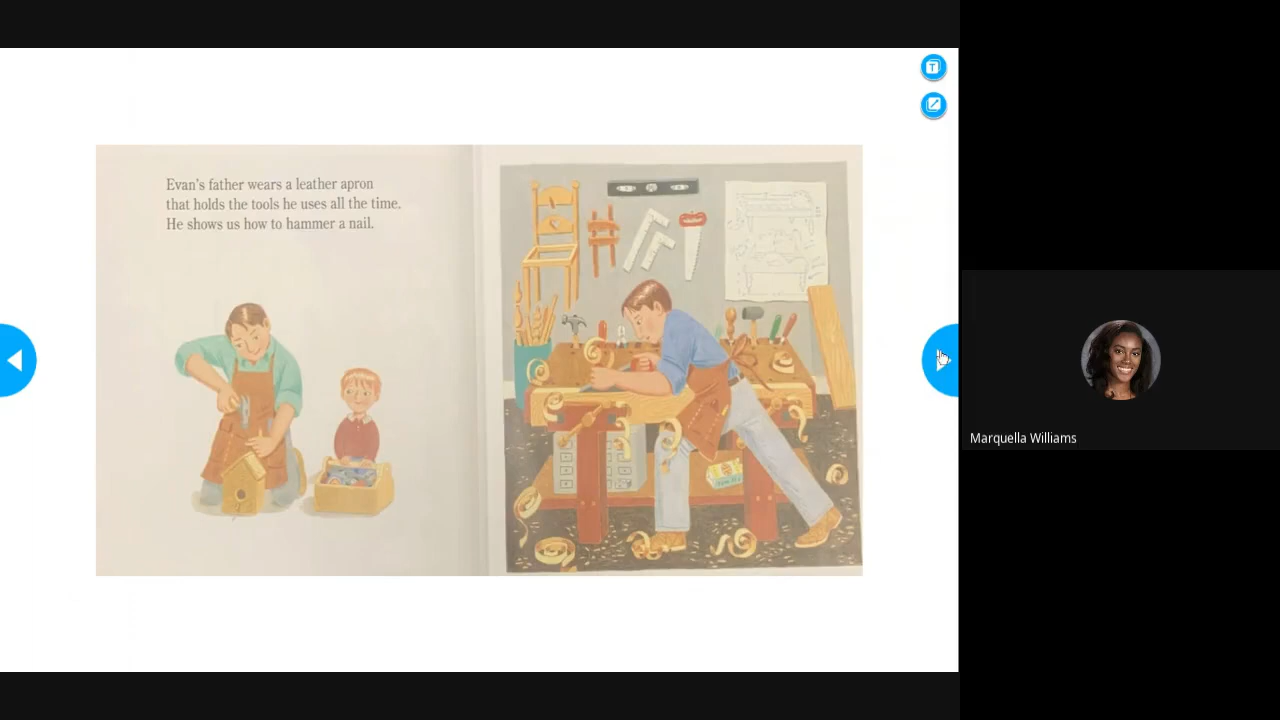 Evan's father wears a leather apron
that holds the tools he uses all the time.
He shows us how to hammer a nail.
T
Marquella Williams